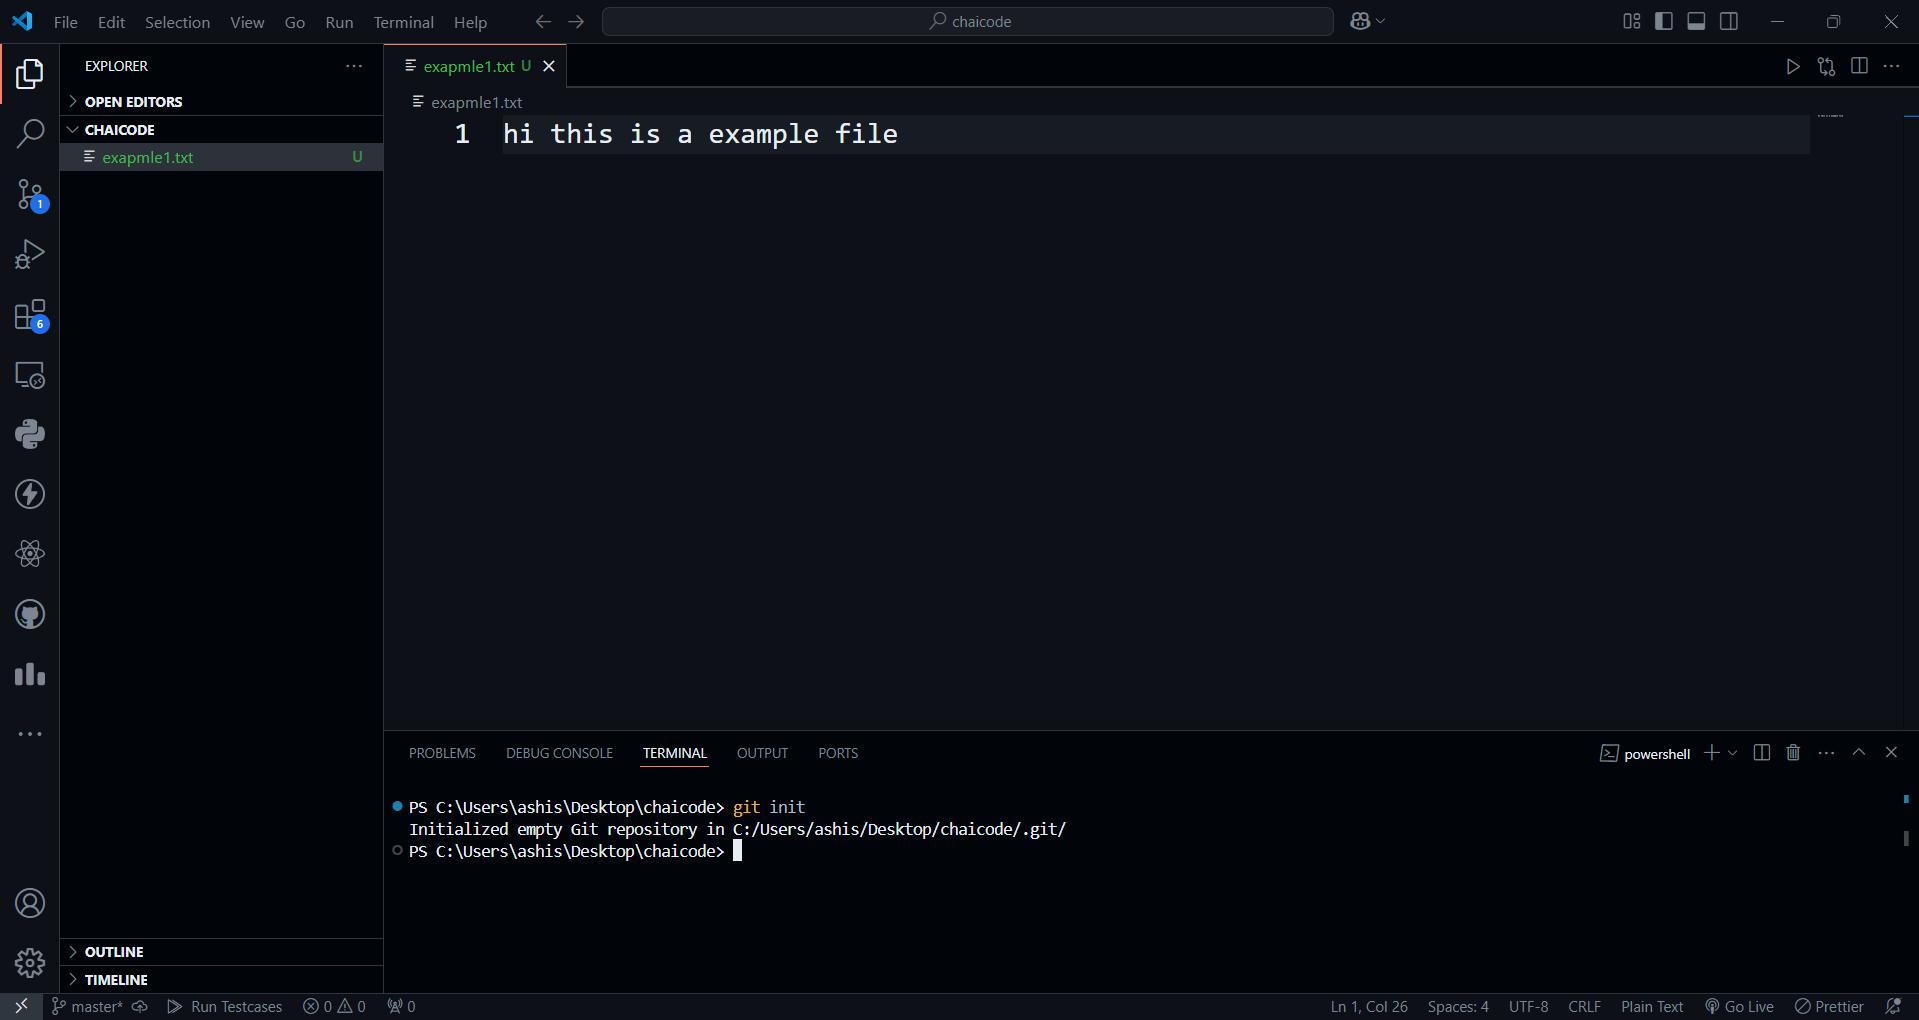 File Edit Selection View Go Run Terminal Help
chaicode
EXPLORER
OPEN EDITORS
CHAICODE
exapmle1.txt U
1
6
exapmle1.txt U
exapmle1.txt
1 hi this is a example file
PROBLEMS DEBUG CONSOLE TERMINAL OUTPUT PORTS
powershell
PS C:\Users\ashis\Desktop\chaicode> git init
Initialized empty Git repository in C:/Users/ashis/Desktop/chaicode/.git/
PS C:\Users\ashis\Desktop\chaicode>
OUTLINE
TIMELINE
master* Run Testcases 0 0 0
Ln 1, Col 26 Spaces: 4 UTF-8 CRLF Plain Text Go Live Prettier